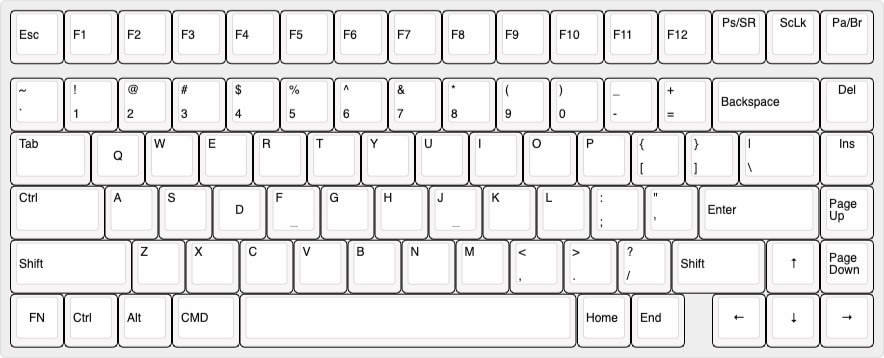 Esc F1 F2 F3 F4 F5 F6 F7 F8 F9 F10 F11 F12 Ps/SR ScLk Pa/Br
~ ! @ # $ % ^ & * ( ) _ + Backspace Del
` 1 2 3 4 5 6 7 8 9 0 - =
Tab Q W E R T Y U I O P { } | Ins
[ ] \
Ctrl A S D F G H J K L : " Enter Page
_ _ ; ' Up
Shift Z X C V B N M < > ? Shift ↑ Page
, . / Down
FN Ctrl Alt CMD Home End ← ↓ →